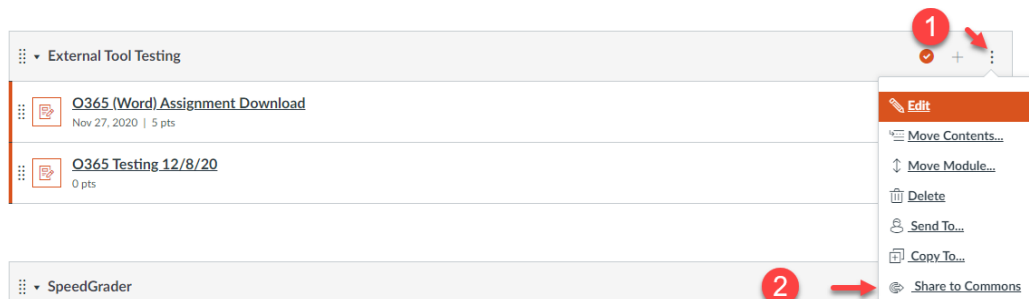 1
External Tool Testing
O365 (Word) Assignment Download
Nov 27, 2020 | 5 pts
O365 Testing 12/8/20
0 pts
Edit
Move Contents...
Move Module...
Delete
Send To...
Copy To...
Share to Commons
SpeedGrader
2